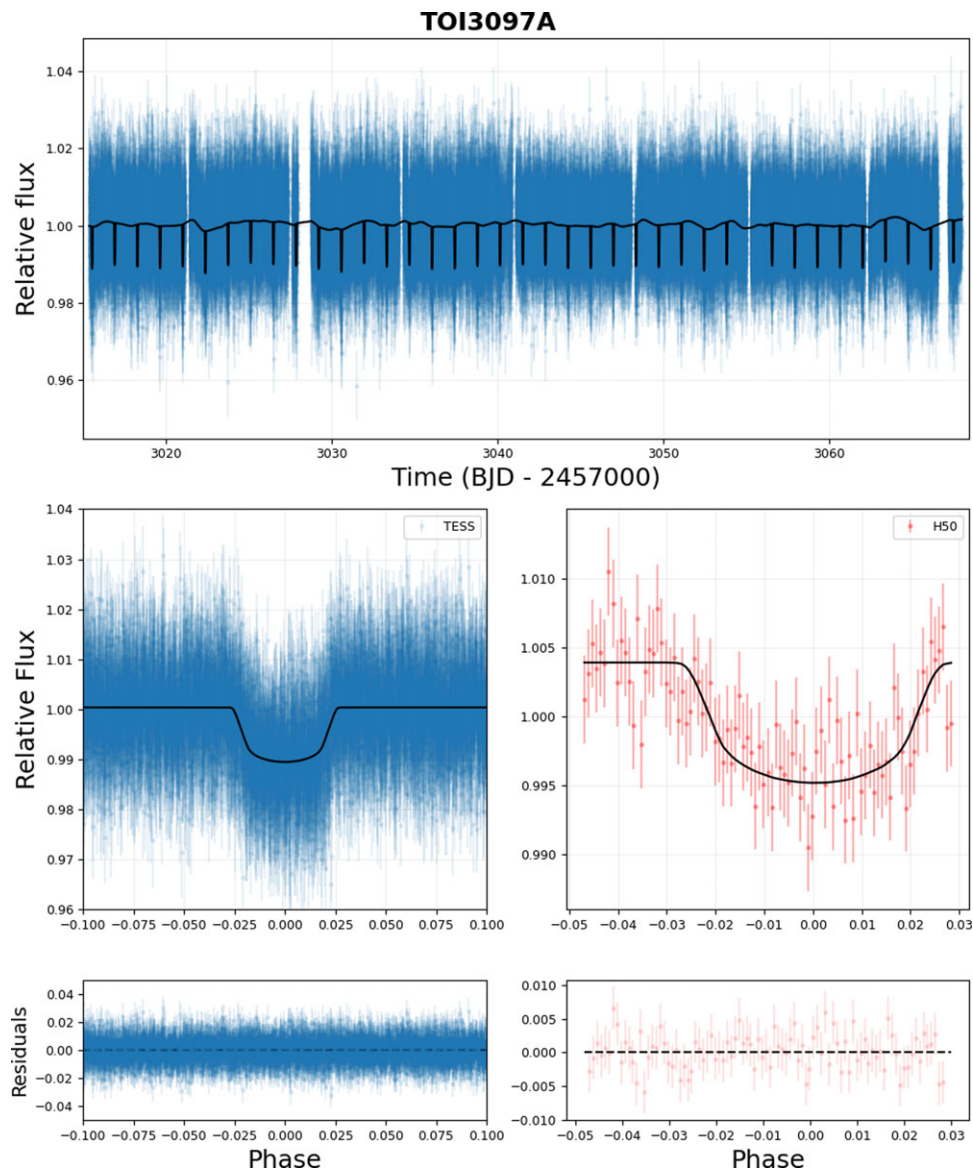 TOI3097A
Relative flux
1.04
1.02
1.00
0.98
0.96
3020 3030 3040 3050 3060
Time (BJD - 2457000)
Relative Flux
1.04
1.03
1.02
1.01
1.00
0.99
0.98
0.97
0.96
TESS
−0.100 −0.075 −0.050 −0.025 0.000 0.025 0.050 0.075 0.100
1.010
1.005
1.000
0.995
0.990
H50
−0.05 −0.04 −0.03 −0.02 −0.01 0.00 0.01 0.02 0.03
Residuals
0.04
0.02
0.00
−0.02
−0.04
−0.100 −0.075 −0.050 −0.025 0.000 0.025 0.050 0.075 0.100
Phase
0.010
0.005
0.000
−0.005
−0.010
−0.05 −0.04 −0.03 −0.02 −0.01 0.00 0.01 0.02 0.03
Phase